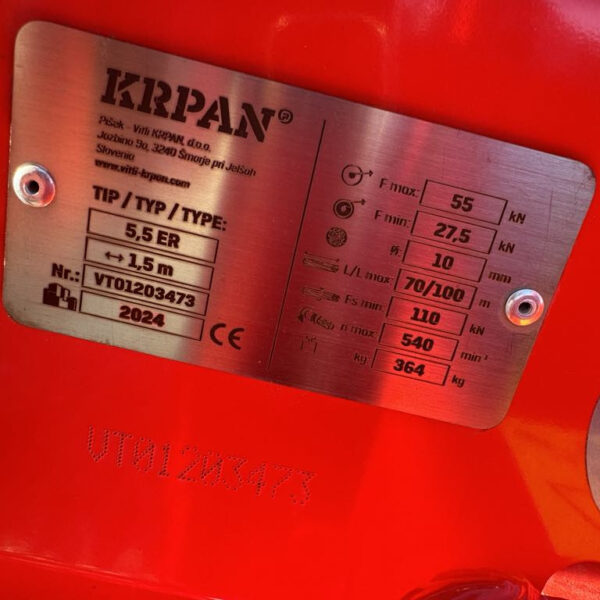 KRPAN®
Pišek - Vitli KRPAN, d.o.o.
Jazbina 9a, 3240 Šmarje pri Jelšah
Slovenia
www.vitli-krpan.com
TIP / TYP / TYPE:
5,5 ER
↔ 1,5 m
Nr.: VT01203473
2024
CE
F max: 55 kN
F min: 27,5 kN
Ø: 10 mm
L/L max: 70/100 m
Fs min: 110 kN
n max: 540 min⁻¹
kg: 364 kg
VT01203473